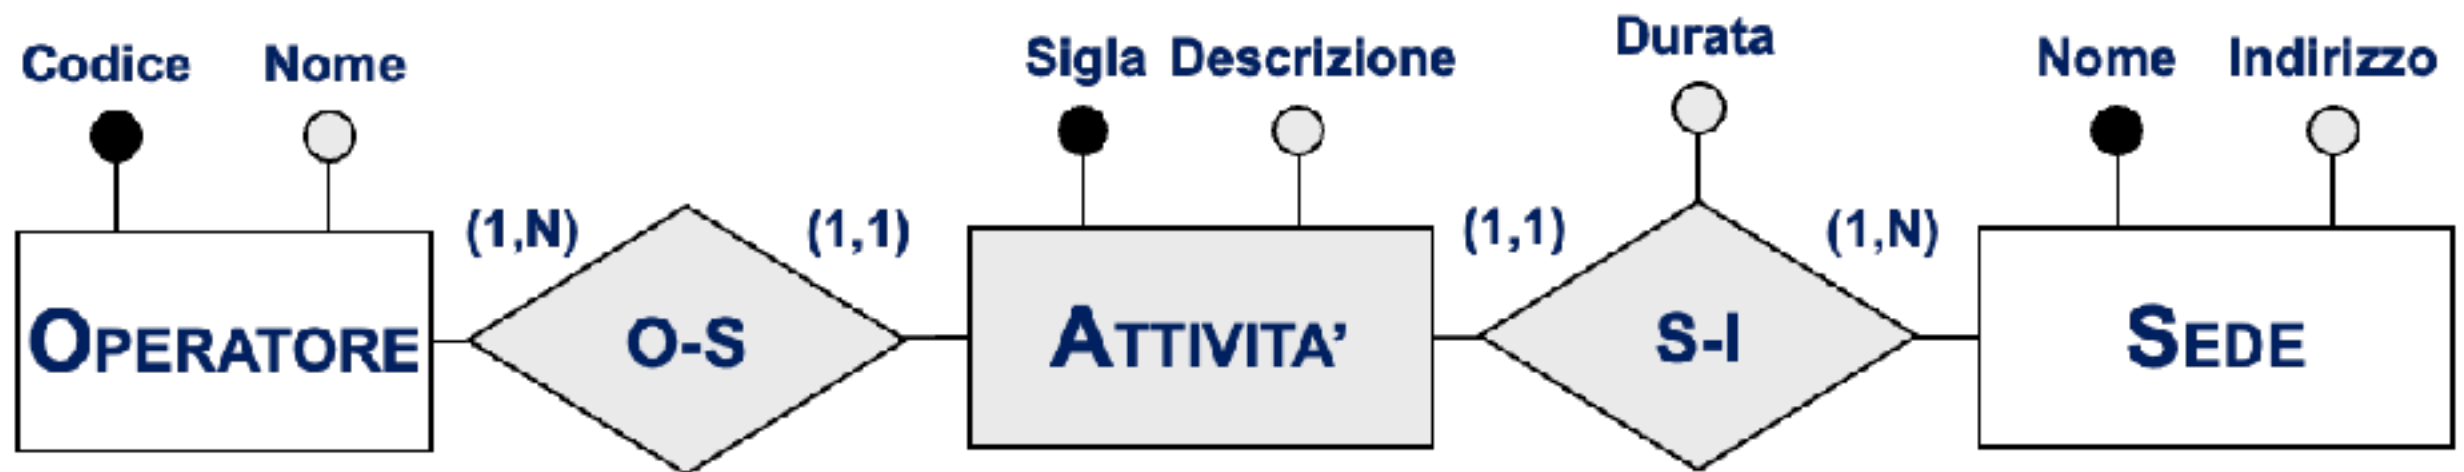 Codice Nome Sigla Descrizione Durata Nome Indirizzo
(1,N) (1,1) (1,1) (1,N)
OPERATORE O-S ATTIVITA’ S-I SEDE